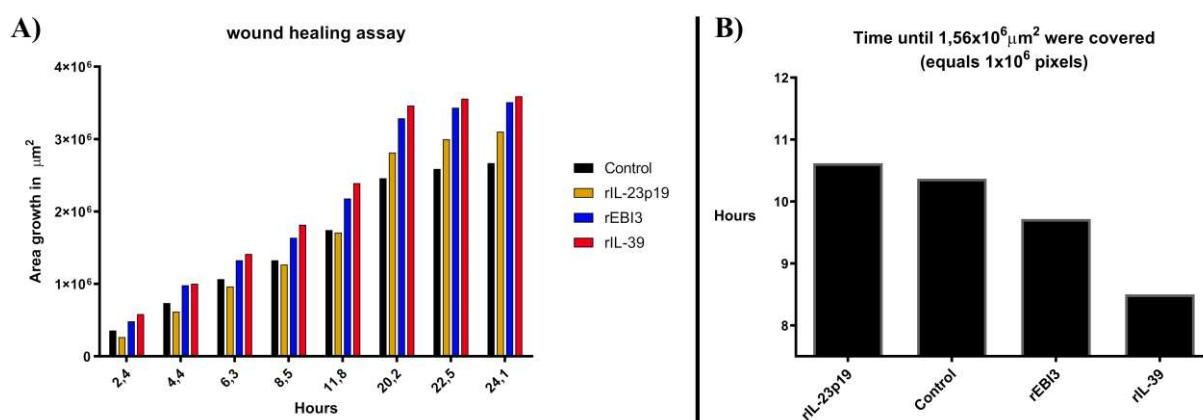 A)
wound healing assay
Area growth in µm²
4×10⁶
3×10⁶
2×10⁶
1×10⁶
0
2,4
4,4
6,3
8,5
11,8
20,2
22,5
24,1
Hours
Control
rIL-23p19
rEBI3
rIL-39
B)
Time until 1,56x10⁶µm² were covered
(equals 1x10⁶ pixels)
Hours
12
11
10
9
8
rIL-23p19
Control
rEBI3
rIL-39